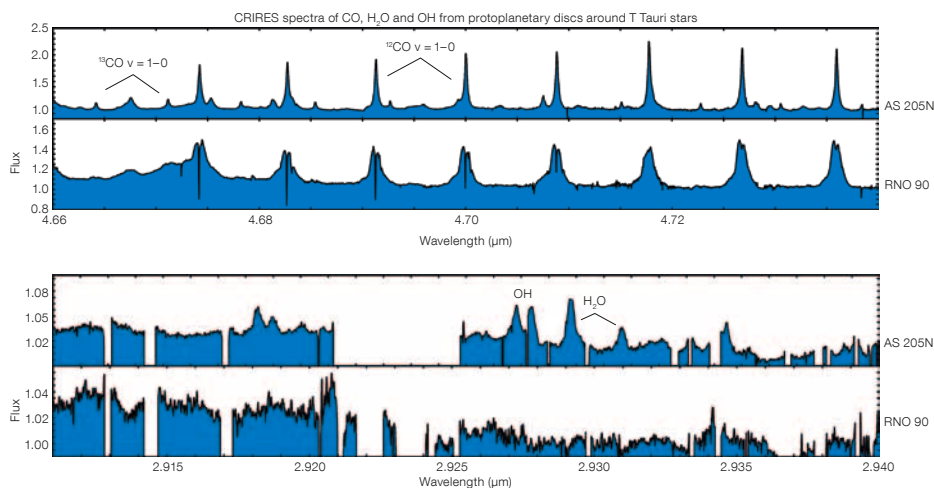 CRIRES spectra of CO, H₂O and OH from protoplanetary discs around T Tauri stars
2.5
2.0
1.5
1.0
¹³CO v = 1–0
¹²CO v = 1–0
AS 205N
Flux
1.6
1.4
1.2
1.0
0.8
RNO 90
4.66
4.68
4.70
4.72
Wavelength (µm)
1.08
1.05
1.02
OH
H₂O
AS 205N
Flux
1.04
1.02
1.00
RNO 90
2.915
2.920
2.925
2.930
2.935
2.940
Wavelength (µm)